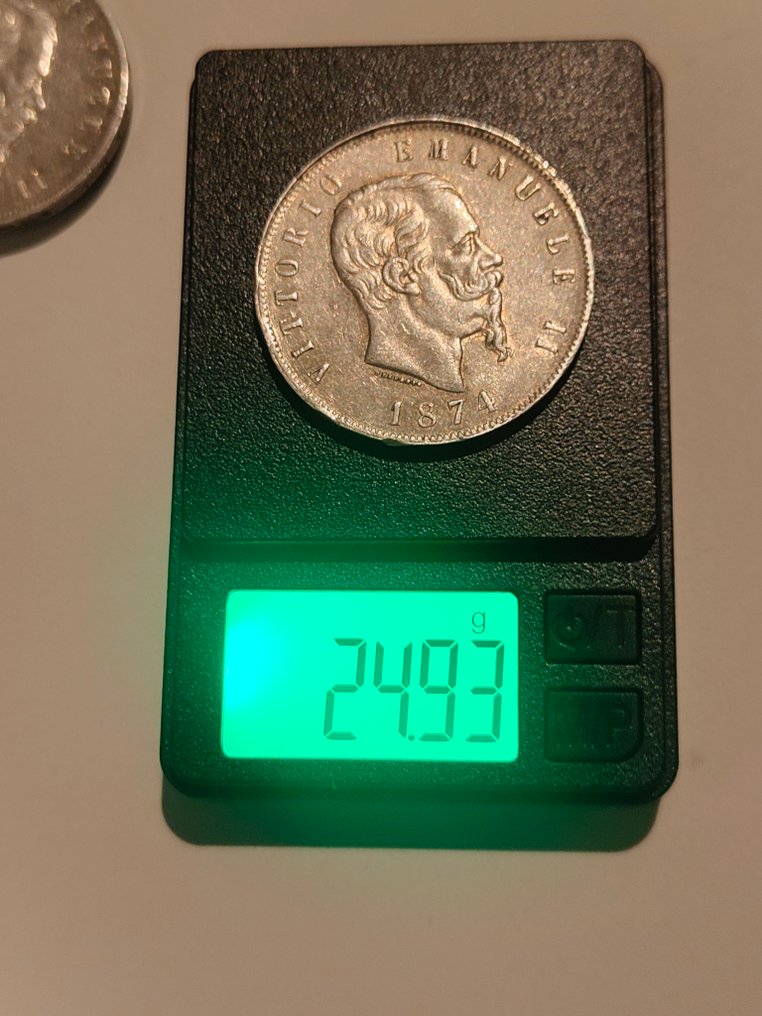 VITTORIO EMANUELE II
1874
g
24.93
/T